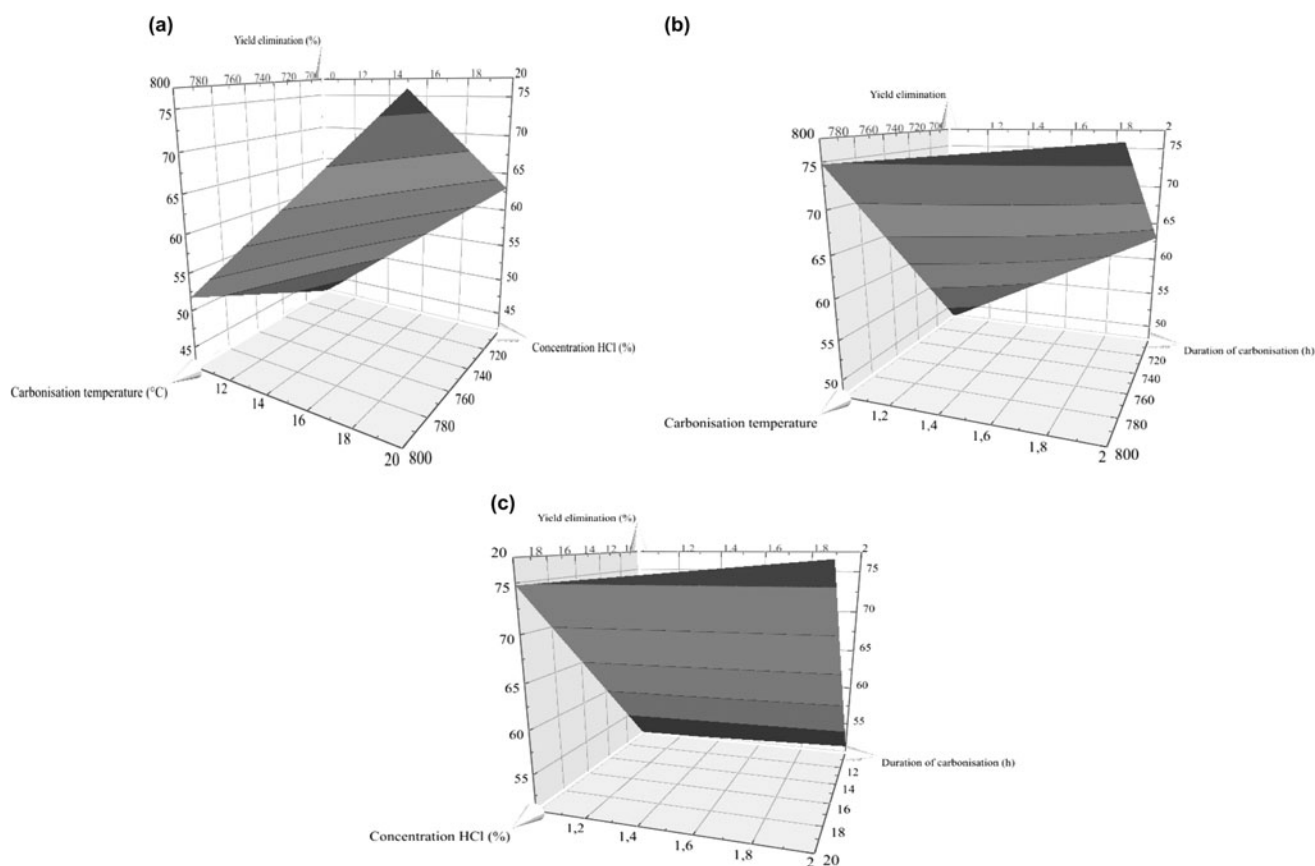 (a)
Yield elimination (%)
800 780 760 740 720 700 0 12 14 16 18 20
75 70 65 60 55 50 45
75 70 65 60 55 50 45
Concentration HCl (%)
Carbonisation temperature (°C)
12 14 16 18 20
720 740 760 780 800
(b)
Yield elimination
800 780 760 740 720 700 1,2 1,4 1,6 1,8 2
75 70 65 60 55 50
75 70 65 60 55 50
Duration of carbonisation (h)
Carbonisation temperature
1,2 1,4 1,6 1,8 2
720 740 760 780 800
(c)
Yield elimination (%)
20 18 16 14 12 1,2 1,4 1,6 1,8 2
75 70 65 60 55
75 70 65 60 55
Duration of carbonisation (h)
Concentration HCl (%)
1,2 1,4 1,6 1,8 2
12 14 16 18 20